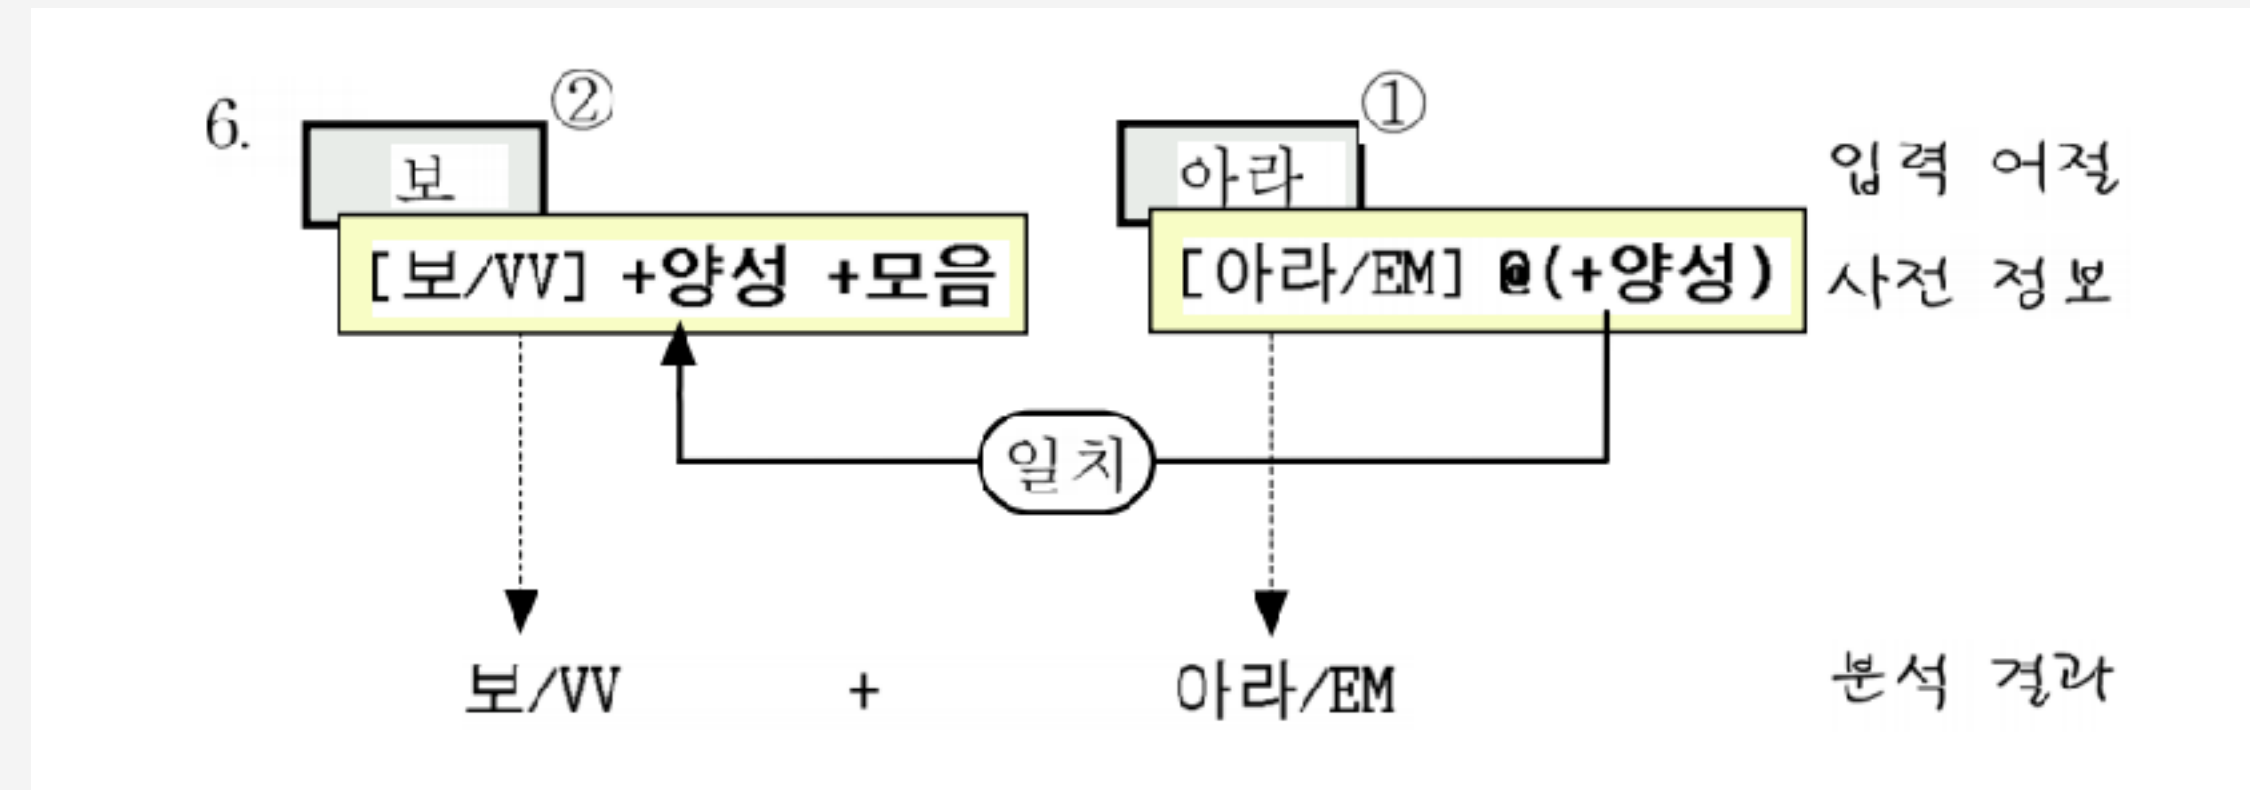 6. 보 ② 아라 ① 입력 어절
[보/VV] +양성 +모음 [아라/EM] @(+양성) 사전 정보
일치
보/VV + 아라/EM 분석 결과